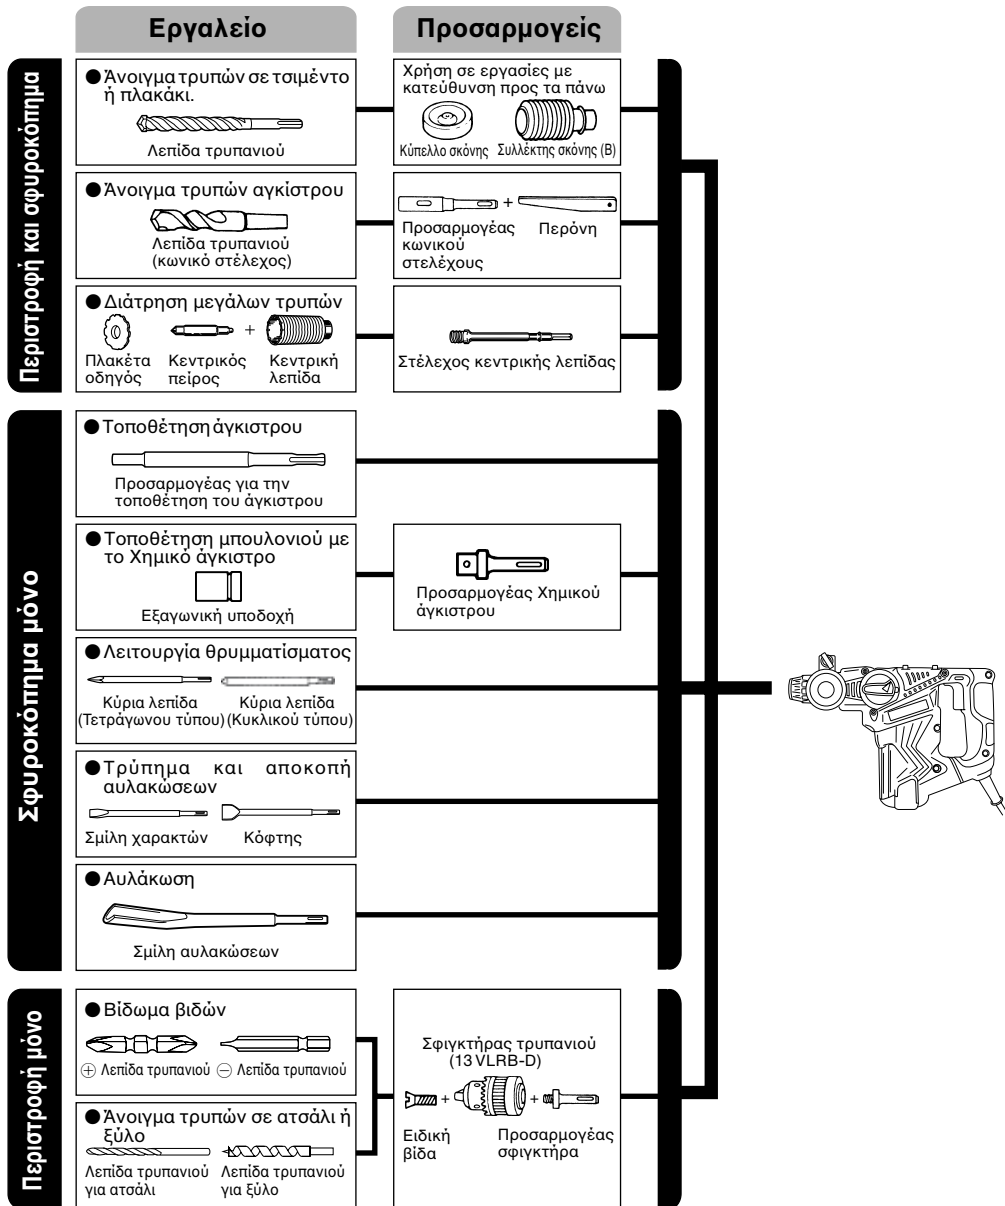 Εργαλείο
Προσαρμογείς
Περιστροφή και σφυροκόπημα
● Άνοιγμα τρυπών σε τσιμέντο
ή πλακάκι.
Λεπίδα τρυπανιού
Χρήση σε εργασίες με
κατεύθυνση προς τα πάνω
Κύπελλο σκόνης
Συλλέκτης σκόνης (B)
● Άνοιγμα τρυπών αγκίστρου
Λεπίδα τρυπανιού
(κωνικό στέλεχος)
+
Προσαρμογέας
κωνικού
στελέχους
Περόνη
● Διάτρηση μεγάλων τρυπών
+
Πλακέτα
οδηγός
Κεντρικός
πείρος
Κεντρική
λεπίδα
Στέλεχος κεντρικής λεπίδας
Σφυροκόπημα μόνο
● Τοποθέτηση άγκιστρου
Προσαρμογέας για την
τοποθέτηση του άγκιστρου
● Τοποθέτηση μπουλονιού με
το Χημικό άγκιστρο
Εξαγωνική υποδοχή
Προσαρμογέας Χημικού
άγκιστρου
● Λειτουργία θρυμματίσματος
Κύρια λεπίδα
(Τετράγωνου τύπου)
Κύρια λεπίδα
(Κυκλικού τύπου)
● Τρύπημα και αποκοπή
αυλακώσεων
Σμίλη χαρακτών
Κόφτης
● Αυλάκωση
Σμίλη αυλακώσεων
Περιστροφή μόνο
● Βίδωμα βιδών
⊕ Λεπίδα τρυπανιού
⊖ Λεπίδα τρυπανιού
● Άνοιγμα τρυπών σε ατσάλι ή
ξύλο
Λεπίδα τρυπανιού
για ατσάλι
Λεπίδα τρυπανιού
για ξύλο
Σφιγκτήρας τρυπανιού
(13 VLRB-D)
+ +
Ειδική
βίδα
Προσαρμογέας
σφιγκτήρα